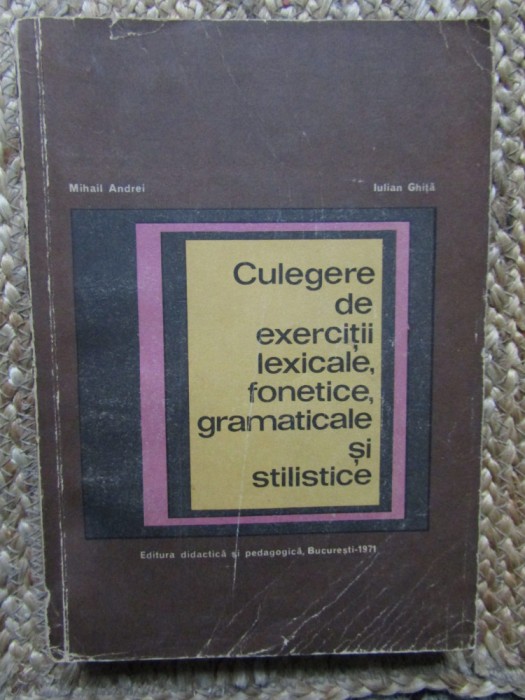 Mihail Andrei
Iulian Ghiță
Culegere
de
exerciții
lexicale,
fonetice,
gramaticale
și
stilistice
Editura didactică și pedagogică, București-1971